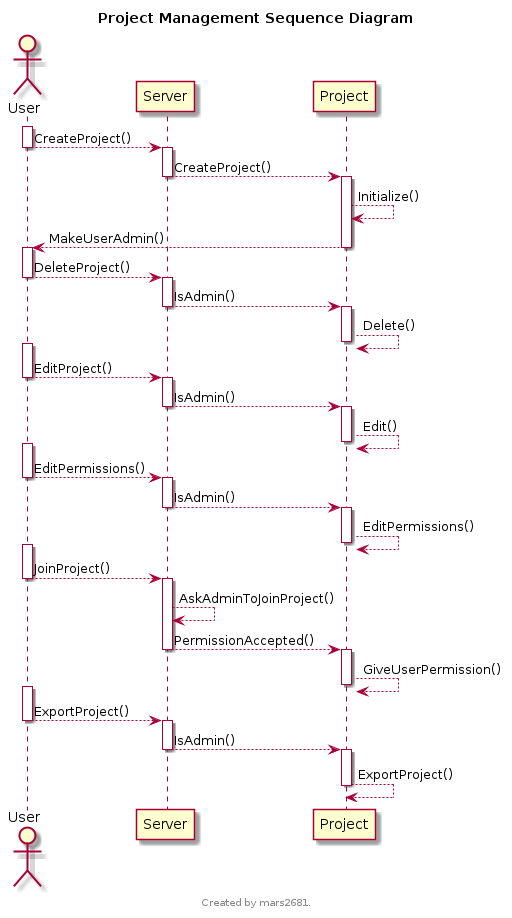 Project Management Sequence Diagram
User
Server
Project
CreateProject()
CreateProject()
Initialize()
MakeUserAdmin()
DeleteProject()
IsAdmin()
Delete()
EditProject()
IsAdmin()
Edit()
EditPermissions()
IsAdmin()
EditPermissions()
JoinProject()
AskAdminToJoinProject()
PermissionAccepted()
GiveUserPermission()
ExportProject()
IsAdmin()
ExportProject()
User
Server
Project
Created by mars2681.